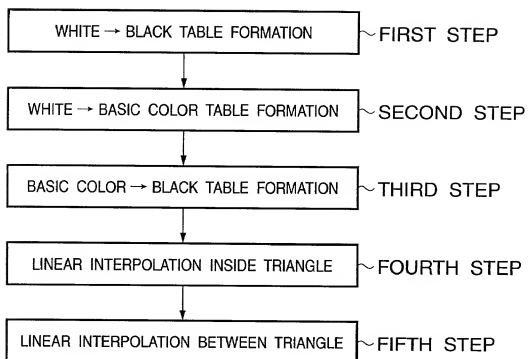 WHITE → BLACK TABLE FORMATION ~FIRST STEP
WHITE → BASIC COLOR TABLE FORMATION ~SECOND STEP
BASIC COLOR → BLACK TABLE FORMATION ~THIRD STEP
LINEAR INTERPOLATION INSIDE TRIANGLE ~FOURTH STEP
LINEAR INTERPOLATION BETWEEN TRIANGLE ~FIFTH STEP